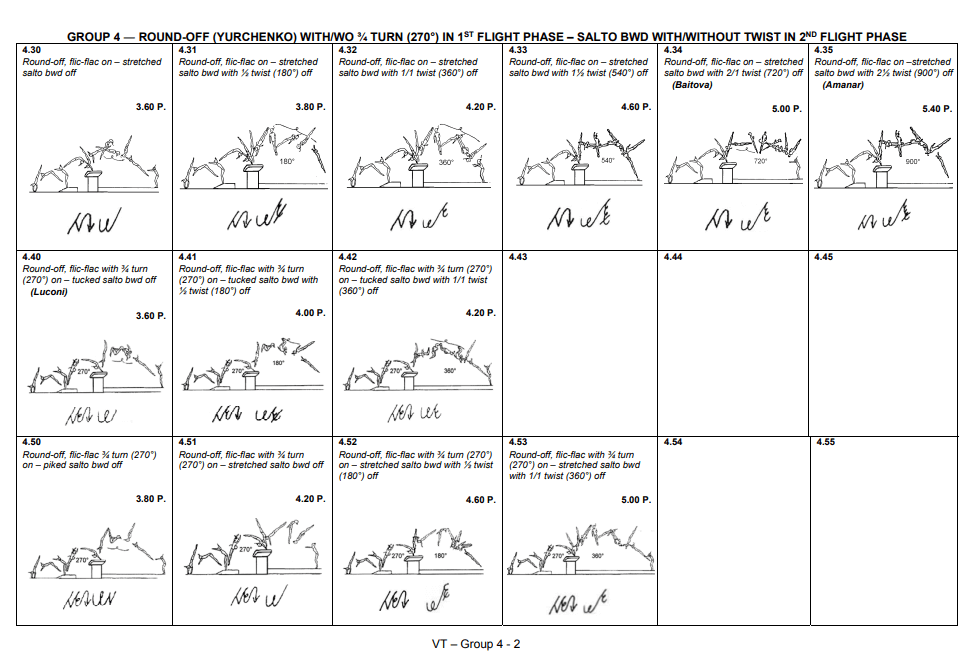 GROUP 4 — ROUND-OFF (YURCHENKO) WITH/WO ¾ TURN (270°) IN 1ST FLIGHT PHASE – SALTO BWD WITH/WITHOUT TWIST IN 2ND FLIGHT PHASE
4.30
Round-off, flic-flac on – stretched
salto bwd off
3.60 P.
4.31
Round-off, flic-flac on – stretched
salto bwd with ½ twist (180°) off
3.80 P.
180°
4.32
Round-off, flic-flac on – stretched
salto bwd with 1/1 twist (360°) off
4.20 P.
360°
4.33
Round-off, flic-flac on –stretched
salto bwd with 1½ twist (540°) off
4.60 P.
540°
4.34
Round-off, flic-flac on – stretched
salto bwd with 2/1 twist (720°) off
(Baitova)
5.00 P.
720°
4.35
Round-off, flic-flac on –stretched
salto bwd with 2½ twist (900°) off
(Amanar)
5.40 P.
900°
4.40
Round-off, flic-flac with ¾ turn
(270°) on – tucked salto bwd off
(Luconi)
3.60 P.
270°
4.41
Round-off, flic-flac with ¾ turn
(270°) on – tucked salto bwd with
½ twist (180°) off
4.00 P.
270°
180°
4.42
Round-off, flic-flac with ¾ turn (270°)
on – tucked salto bwd with 1/1 twist
(360°) off
4.20 P.
270°
360°
4.43
4.44
4.45
4.50
Round-off, flic-flac ¾ turn (270°)
on – piked salto bwd off
3.80 P.
270°
4.51
Round-off, flic-flac with ¾ turn
(270°) on – stretched salto bwd off
4.20 P.
270°
4.52
Round-off, flic-flac with ¾ turn (270°)
on – stretched salto bwd with ½ twist
(180°) off
4.60 P.
270°
180°
4.53
Round-off, flic-flac with ¾ turn
(270°) on – stretched salto bwd
with 1/1 twist (360°) off
5.00 P.
270°
360°
4.54
4.55
VT – Group 4 - 2